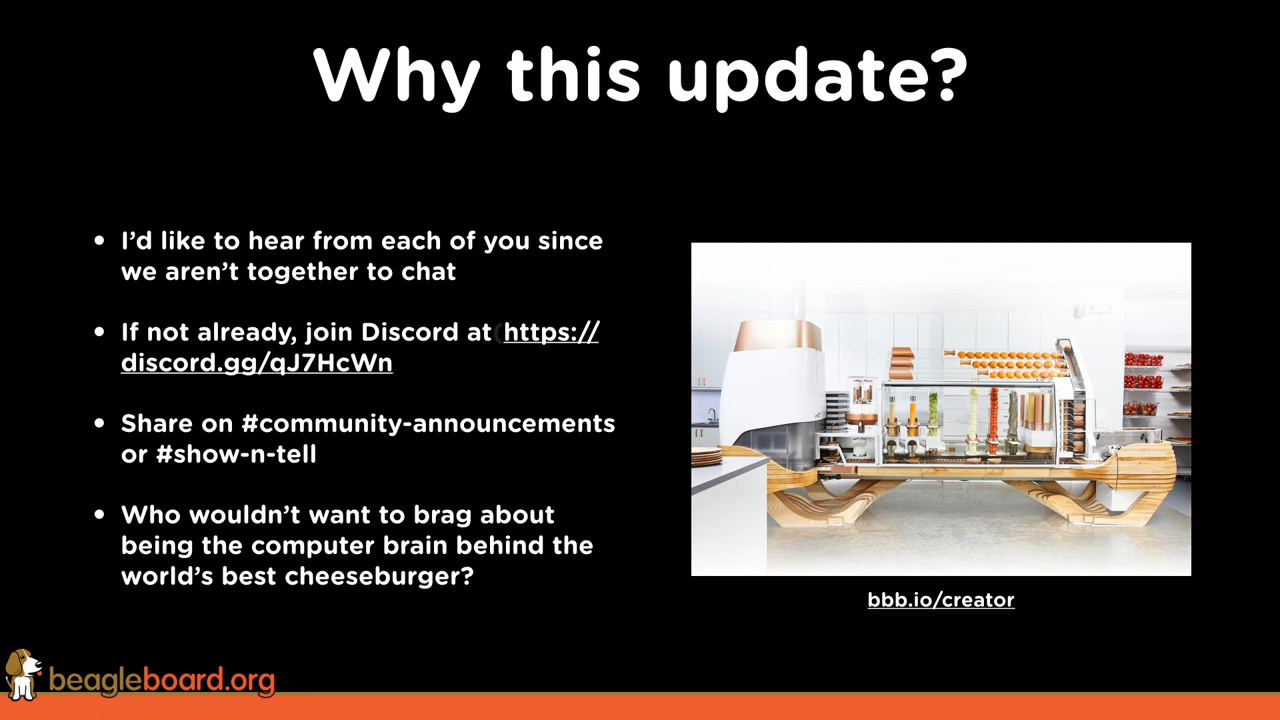 Why this update?
• I’d like to hear from each of you since
we aren’t together to chat
• If not already, join Discord at https://
discord.gg/qJ7HcWn
• Share on #community-announcements
or #show-n-tell
• Who wouldn’t want to brag about
being the computer brain behind the
world’s best cheeseburger?
bbb.io/creator
beagleboard.org